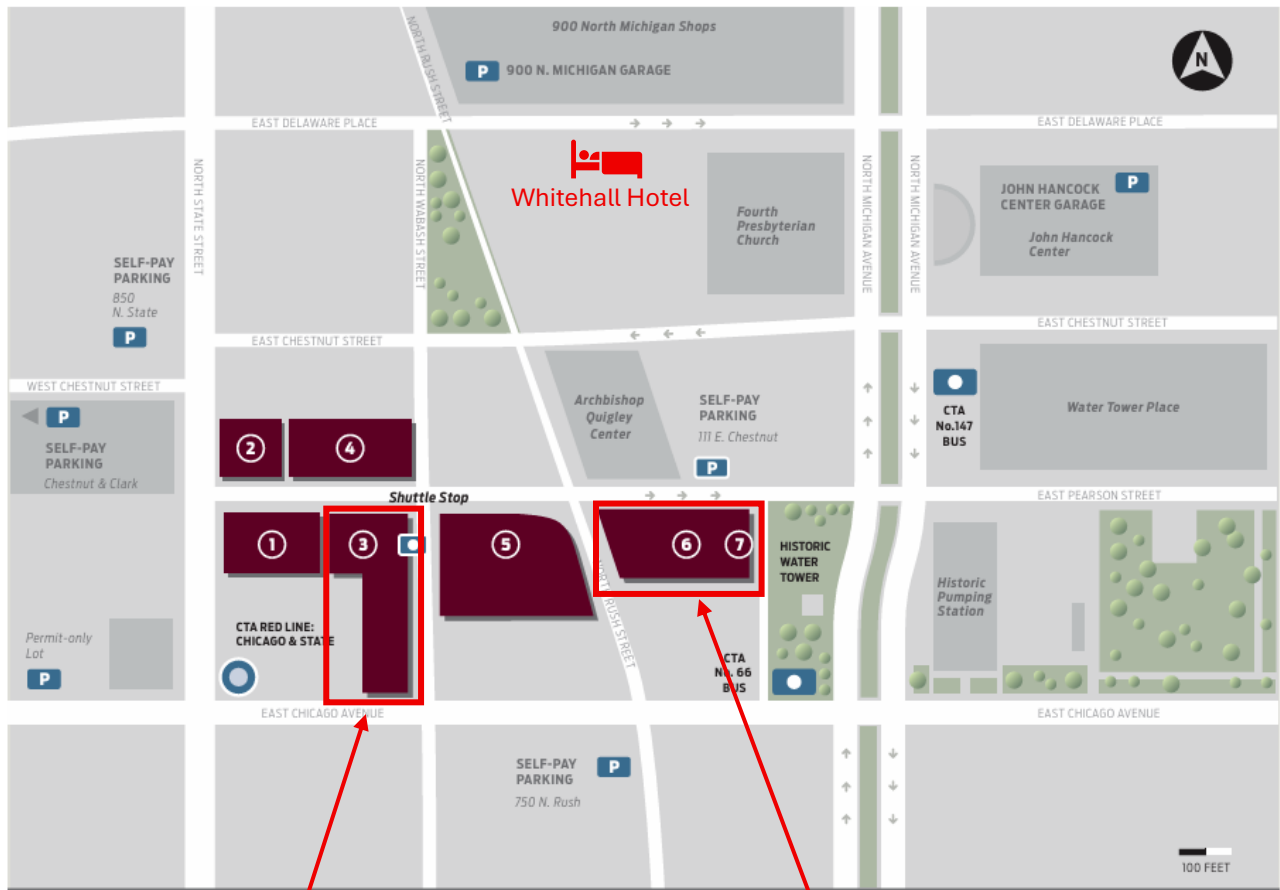 900 North Michigan Shops
P 900 N. MICHIGAN GARAGE
N
NORTH RUSH STREET
EAST DELAWARE PLACE
EAST DELAWARE PLACE
Whitehall Hotel
NORTH STATE STREET
NORTH WABASH STREET
Fourth
Presbyterian
Church
NORTH MICHIGAN AVENUE
NORTH MICHIGAN AVENUE
JOHN HANCOCK
CENTER GARAGE
P
John Hancock
Center
SELF-PAY
PARKING
850
N. State
P
EAST CHESTNUT STREET
EAST CHESTNUT STREET
WEST CHESTNUT STREET
P
SELF-PAY
PARKING
Chestnut & Clark
2
4
Archbishop
Quigley
Center
SELF-PAY
PARKING
111 E. Chestnut
P
CTA
No.147
BUS
Water Tower Place
Shuttle Stop
EAST PEARSON STREET
1
3
5
6
7
HISTORIC
WATER
TOWER
NORTH RUSH STREET
Historic
Pumping
Station
CTA RED LINE:
CHICAGO & STATE
Permit-only
Lot
P
CTA
No. 66
BUS
EAST CHICAGO AVENUE
EAST CHICAGO AVENUE
SELF-PAY
PARKING
P
750 N. Rush
100 FEET